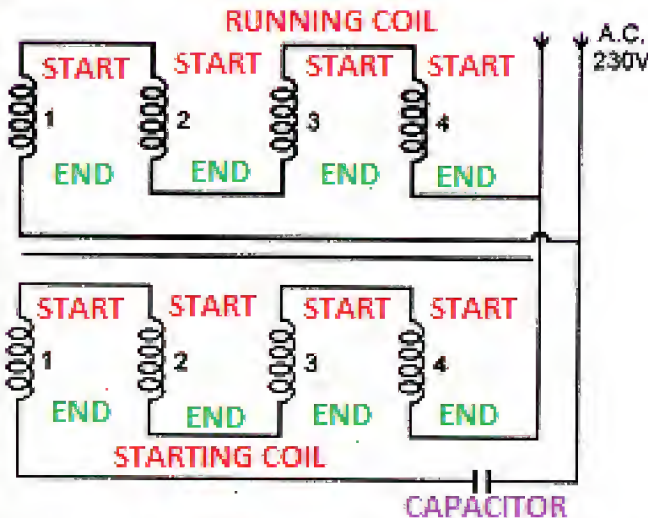 RUNNING COIL
A.C.
230V
START START START START
1 2 3 4
END END END END
START START START START
1 2 3 4
END END END END
STARTING COIL
CAPACITOR